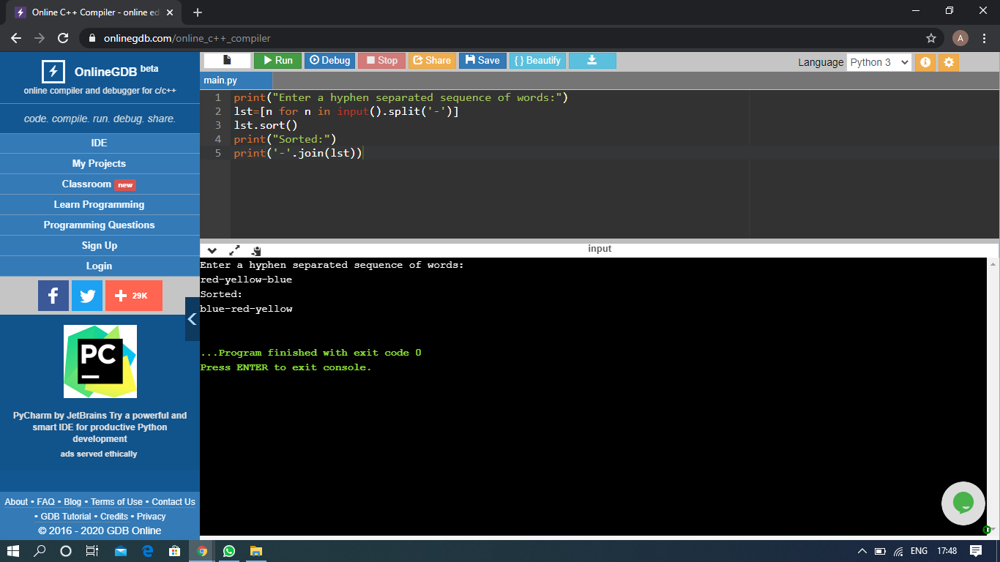 Online C++ Compiler - online ed
onlinegdb.com/online_c++_compiler
A
OnlineGDB beta
online compiler and debugger for c/c++
code. compile. run. debug. share.
IDE
My Projects
Classroom new
Learn Programming
Programming Questions
Sign Up
Login
29K
PC
PyCharm by JetBrains Try a powerful and
smart IDE for productive Python
development
ads served ethically
About • FAQ • Blog • Terms of Use • Contact Us
• GDB Tutorial • Credits • Privacy
© 2016 - 2020 GDB Online
Run Debug Stop Share Save { } Beautify
Language Python 3
main.py
1 print("Enter a hyphen separated sequence of words:")
2 lst=[n for n in input().split('-')]
3 lst.sort()
4 print("Sorted:")
5 print('-'.join(lst))
input
Enter a hyphen separated sequence of words:
red-yellow-blue
Sorted:
blue-red-yellow
...Program finished with exit code 0
Press ENTER to exit console.
ENG 17:48